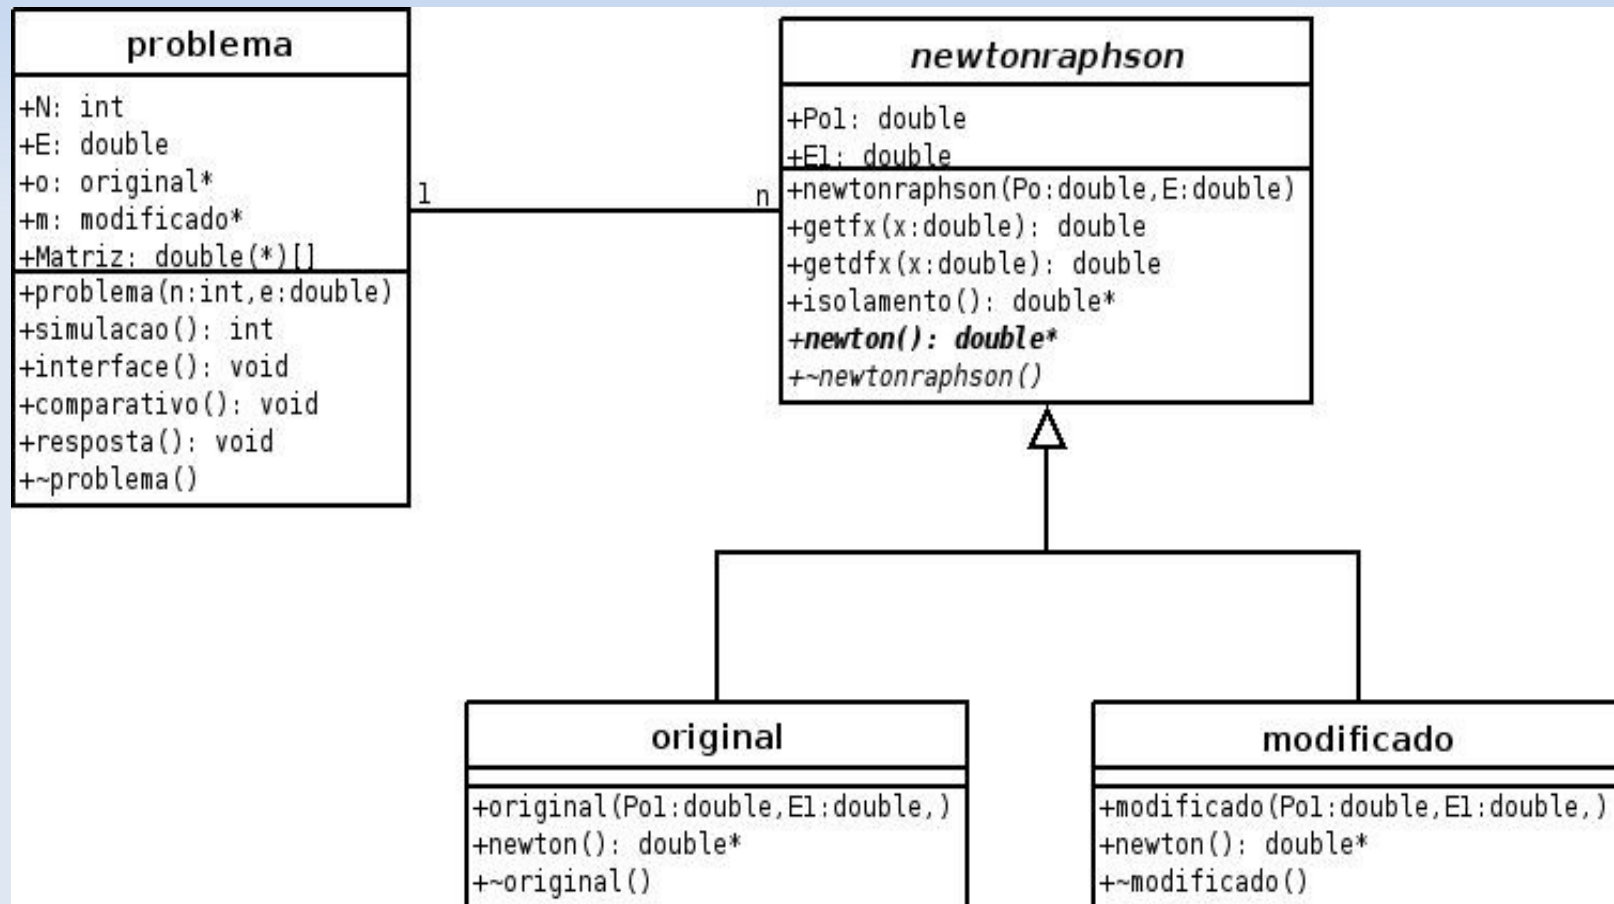 problema
+N: int
+E: double
+o: original*
+m: modificado*
+Matriz: double(*)[]
+problema(n:int,e:double)
+simulacao(): int
+interface(): void
+comparativo(): void
+resposta(): void
+~problema()
1
n
newtonraphson
+Po1: double
+E1: double
+newtonraphson(Po:double,E:double)
+getfx(x:double): double
+getdfx(x:double): double
+isolamento(): double*
+newton(): double*
+~newtonraphson()
original
+original(Po1:double,E1:double,)
+newton(): double*
+~original()
modificado
+modificado(Po1:double,E1:double,)
+newton(): double*
+~modificado()